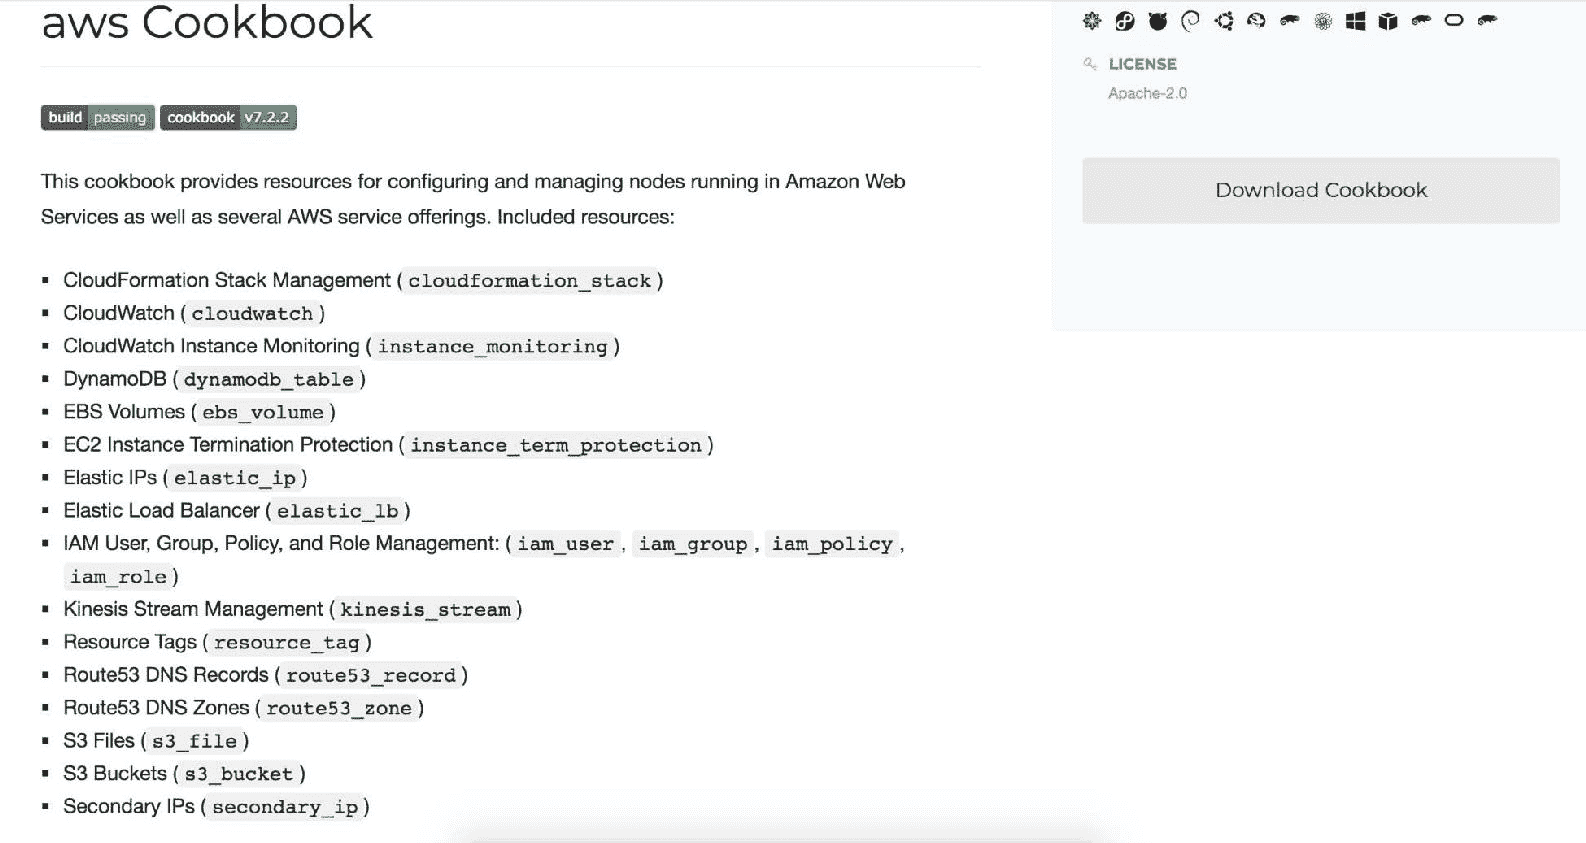 aws Cookbook
build passing cookbook v7.2.2
This cookbook provides resources for configuring and managing nodes running in Amazon Web
Services as well as several AWS service offerings. Included resources:
▪ CloudFormation Stack Management ( cloudformation_stack )
▪ CloudWatch ( cloudwatch )
▪ CloudWatch Instance Monitoring ( instance_monitoring )
▪ DynamoDB ( dynamodb_table )
▪ EBS Volumes ( ebs_volume )
▪ EC2 Instance Termination Protection ( instance_term_protection )
▪ Elastic IPs ( elastic_ip )
▪ Elastic Load Balancer ( elastic_lb )
▪ IAM User, Group, Policy, and Role Management: ( iam_user , iam_group , iam_policy ,
iam_role )
▪ Kinesis Stream Management ( kinesis_stream )
▪ Resource Tags ( resource_tag )
▪ Route53 DNS Records ( route53_record )
▪ Route53 DNS Zones ( route53_zone )
▪ S3 Files ( s3_file )
▪ S3 Buckets ( s3_bucket )
▪ Secondary IPs ( secondary_ip )
LICENSE
Apache-2.0
Download Cookbook